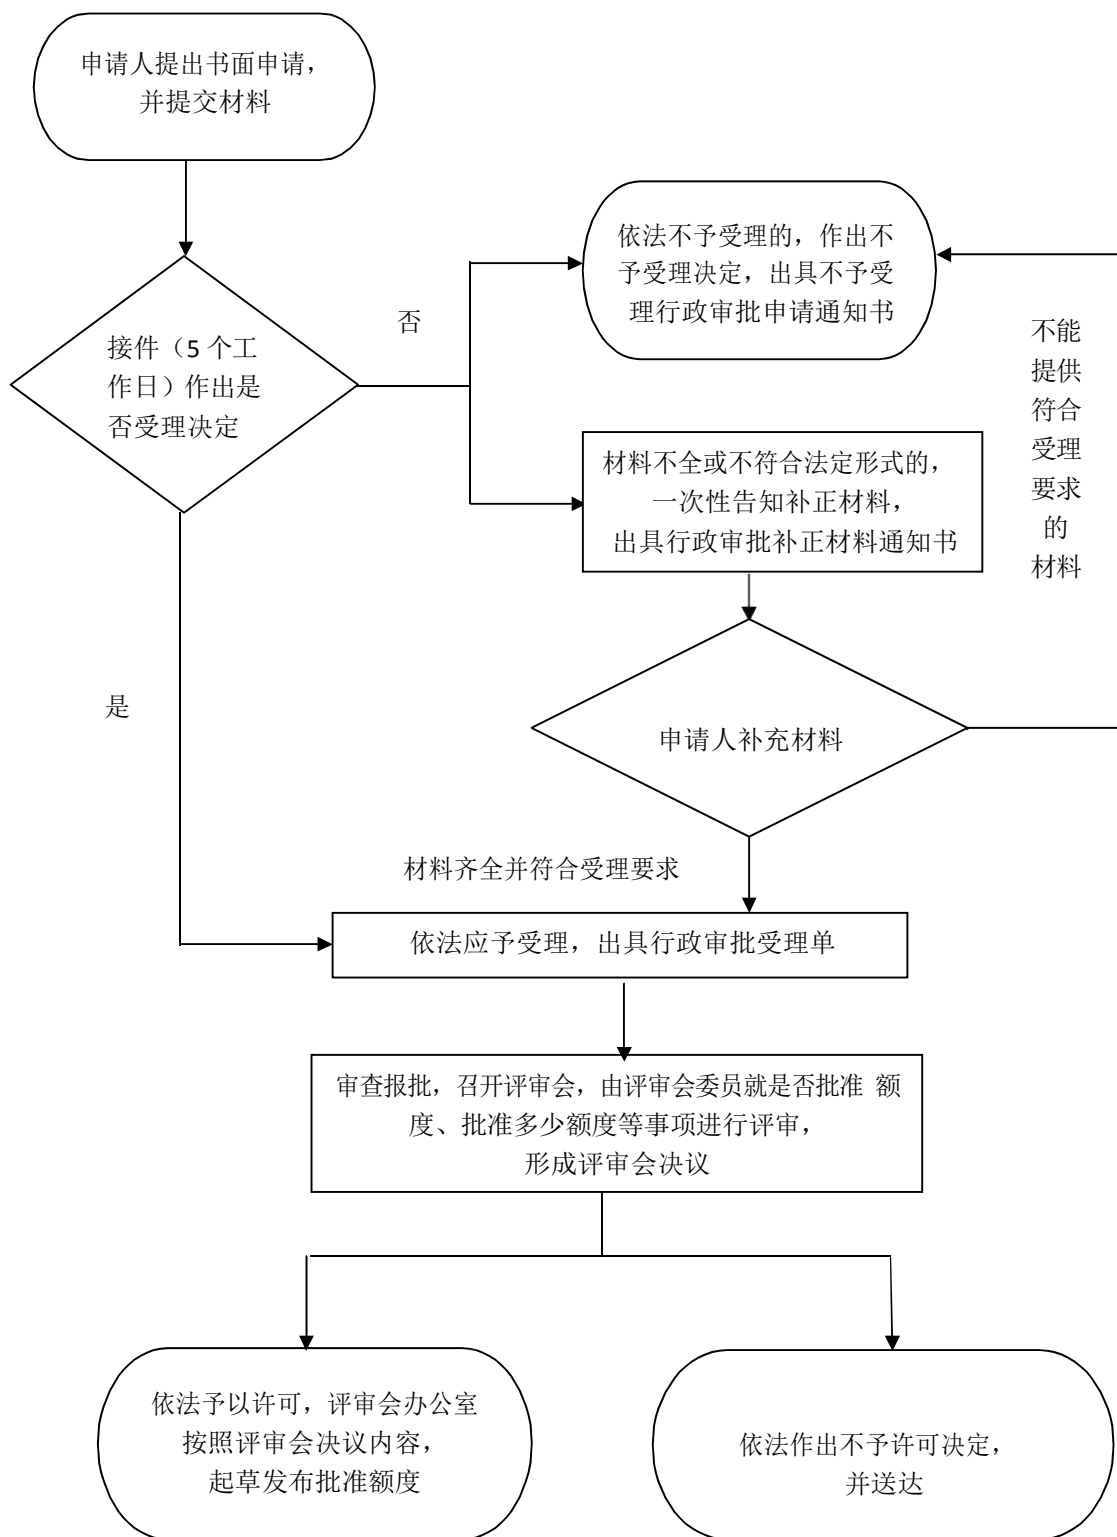 申请人提出书面申请，
并提交材料
依法不予受理的，作出不
予受理决定，出具不予受
理行政审批申请通知书
否
接件（5 个工
作日）作出是
否受理决定
不能
提供
符合
受理
要求
的
材料
材料不全或不符合法定形式的，
一次性告知补正材料，
出具行政审批补正材料通知书
是
申请人补充材料
材料齐全并符合受理要求
依法应予受理，出具行政审批受理单
审查报批，召开评审会，由评审会委员就是否批准 额
度、批准多少额度等事项进行评审，
形成评审会决议
依法予以许可，评审会办公室
按照评审会决议内容，
起草发布批准额度
依法作出不予许可决定，
并送达